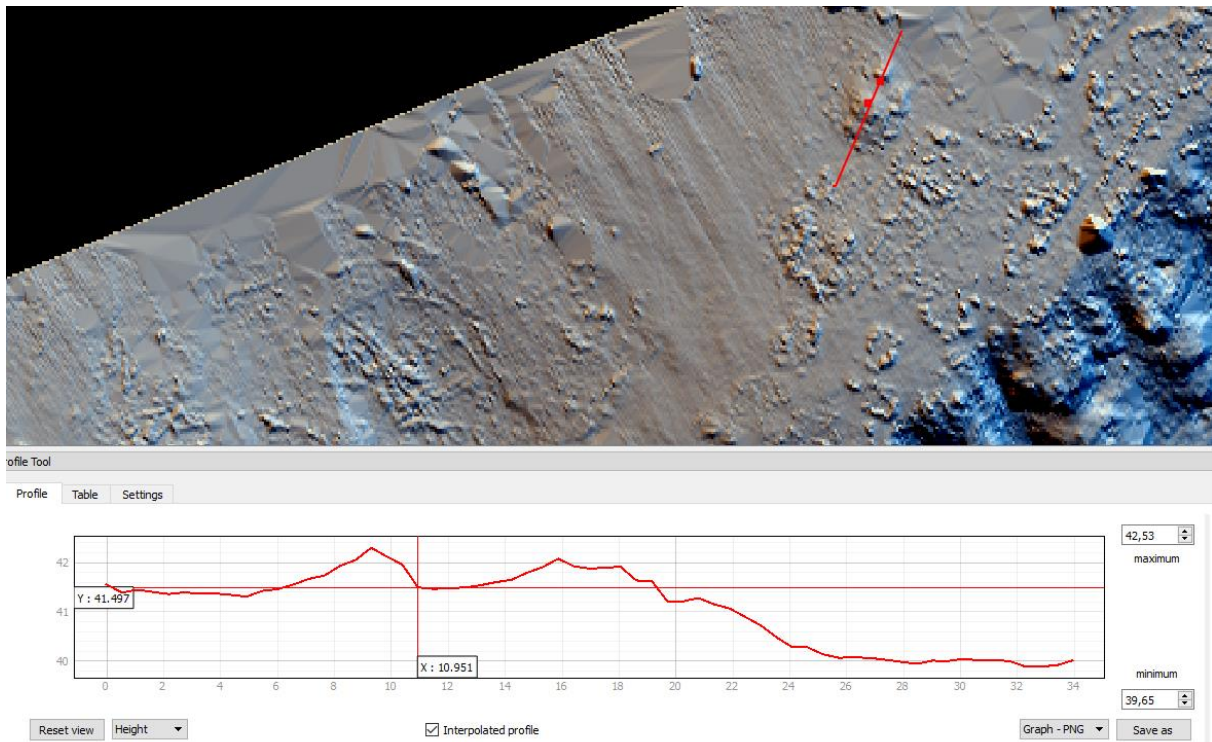 rofile Tool
Profile Table Settings
42,53
maximum
42
Y : 41.497
41
X : 10.951
40
minimum
0 2 4 6 8 10 12 14 16 18 20 22 24 26 28 30 32 34
39,65
Reset view Height Interpolated profile Graph - PNG Save as